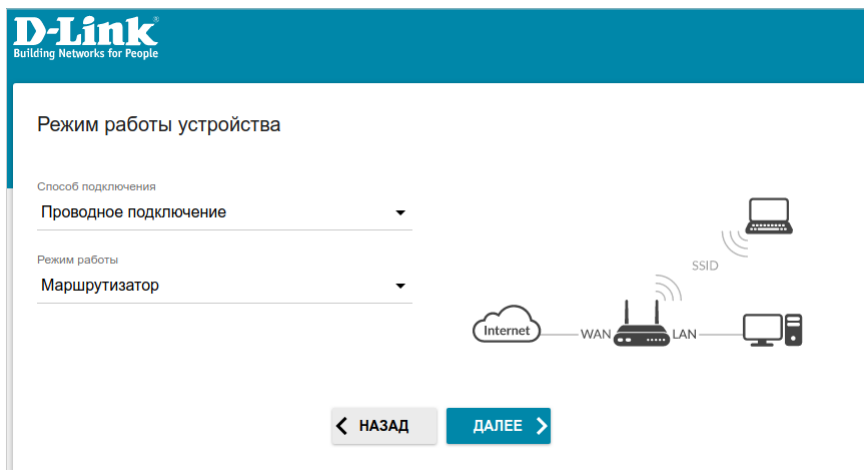 D-Link
Building Networks for People
Режим работы устройства
Способ подключения
Проводное подключение
Режим работы
Маршрутизатор
SSID
Internet
WAN
LAN
НАЗАД
ДАЛЕЕ